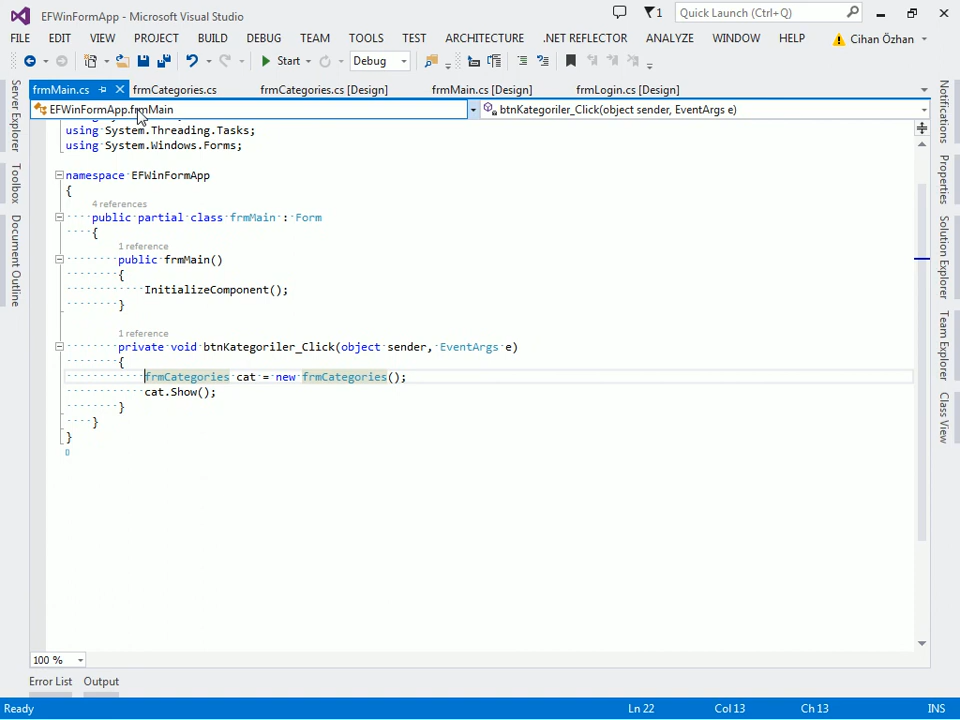 EFWinFormApp - Microsoft Visual Studio
1
Quick Launch (Ctrl+Q)
FILE EDIT VIEW PROJECT BUILD DEBUG TEAM TOOLS TEST ARCHITECTURE .NET REFLECTOR ANALYZE WINDOW HELP Cihan Özhan
Start Debug
frmMain.cs frmCategories.cs frmCategories.cs [Design] frmMain.cs [Design] frmLogin.cs [Design]
EFWinFormApp.frmMain btnKategoriler_Click(object sender, EventArgs e)
Server Explorer
Toolbox
Document Outline
using System.Threading.Tasks;
using System.Windows.Forms;
namespace EFWinFormApp
{
4 references
public partial class frmMain : Form
{
1 reference
public frmMain()
{
InitializeComponent();
}
1 reference
private void btnKategoriler_Click(object sender, EventArgs e)
{
frmCategories cat = new frmCategories();
cat.Show();
}
}
}
Notifications
Properties
Solution Explorer
Team Explorer
Class View
100 %
Error List Output
Ready Ln 22 Col 13 Ch 13 INS